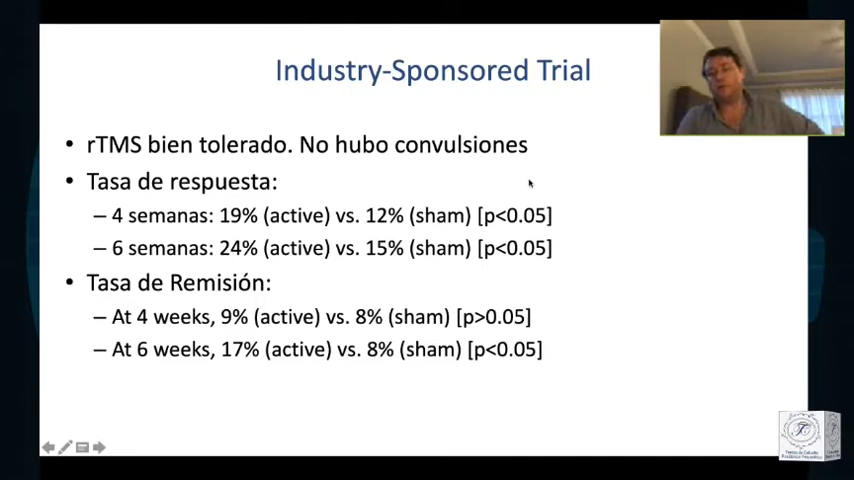 Industry-Sponsored Trial
• rTMS bien tolerado. No hubo convulsiones
• Tasa de respuesta:
– 4 semanas: 19% (active) vs. 12% (sham) [p<0.05]
– 6 semanas: 24% (active) vs. 15% (sham) [p<0.05]
• Tasa de Remisión:
– At 4 weeks, 9% (active) vs. 8% (sham) [p>0.05]
– At 6 weeks, 17% (active) vs. 8% (sham) [p<0.05]